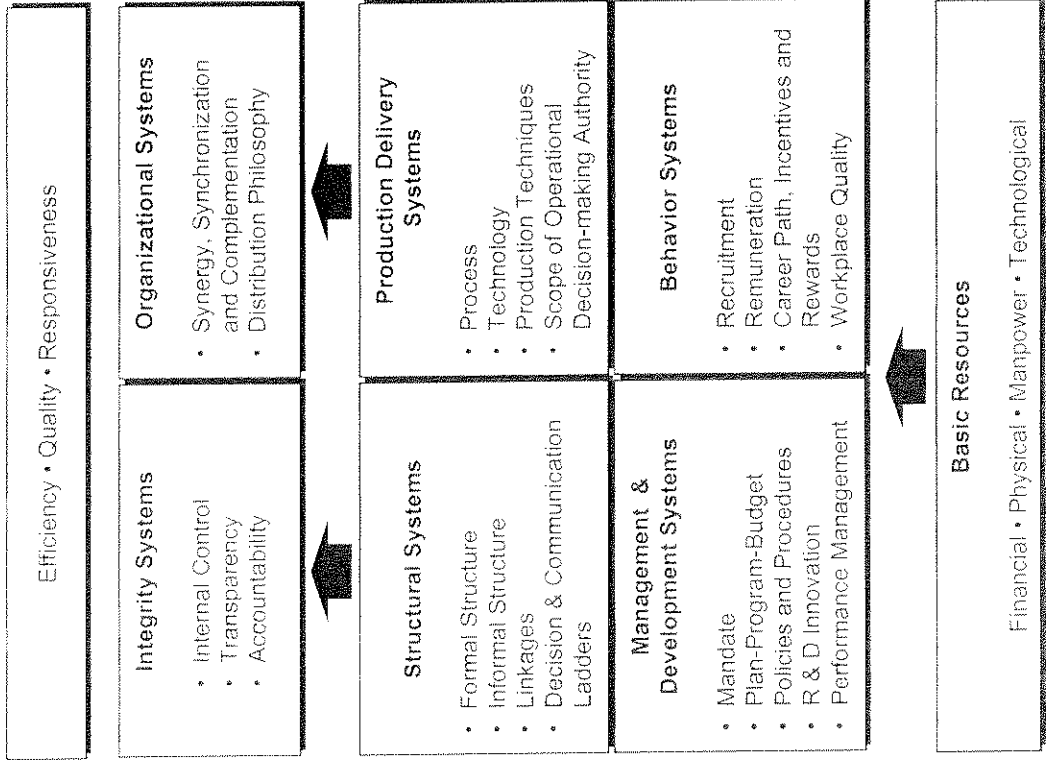 Efficiency • Quality • Responsiveness
Integrity Systems
• Internal Control
• Transparency
• Accountability
Organizational Systems
• Synergy, Synchronization
and Complementation
• Distribution Philosophy
Structural Systems
• Formal Structure
• Informal Structure
• Linkages
• Decision & Communication
Ladders
Production Delivery
Systems
• Process
• Technology
• Production Techniques
• Scope of Operational
Decision-making Authority
Management &
Development Systems
• Mandate
• Plan-Program-Budget
• Policies and Procedures
• R & D Innovation
• Performance Management
Behavior Systems
• Recruitment
• Remuneration
• Career Path, Incentives and
Rewards
• Workplace Quality
Basic Resources
Financial • Physical • Manpower • Technological